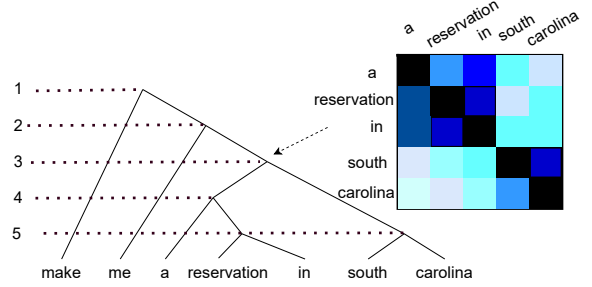 a reservation in south carolina
a
reservation
in
south
carolina
1
2
3
4
5
make me a reservation in south carolina